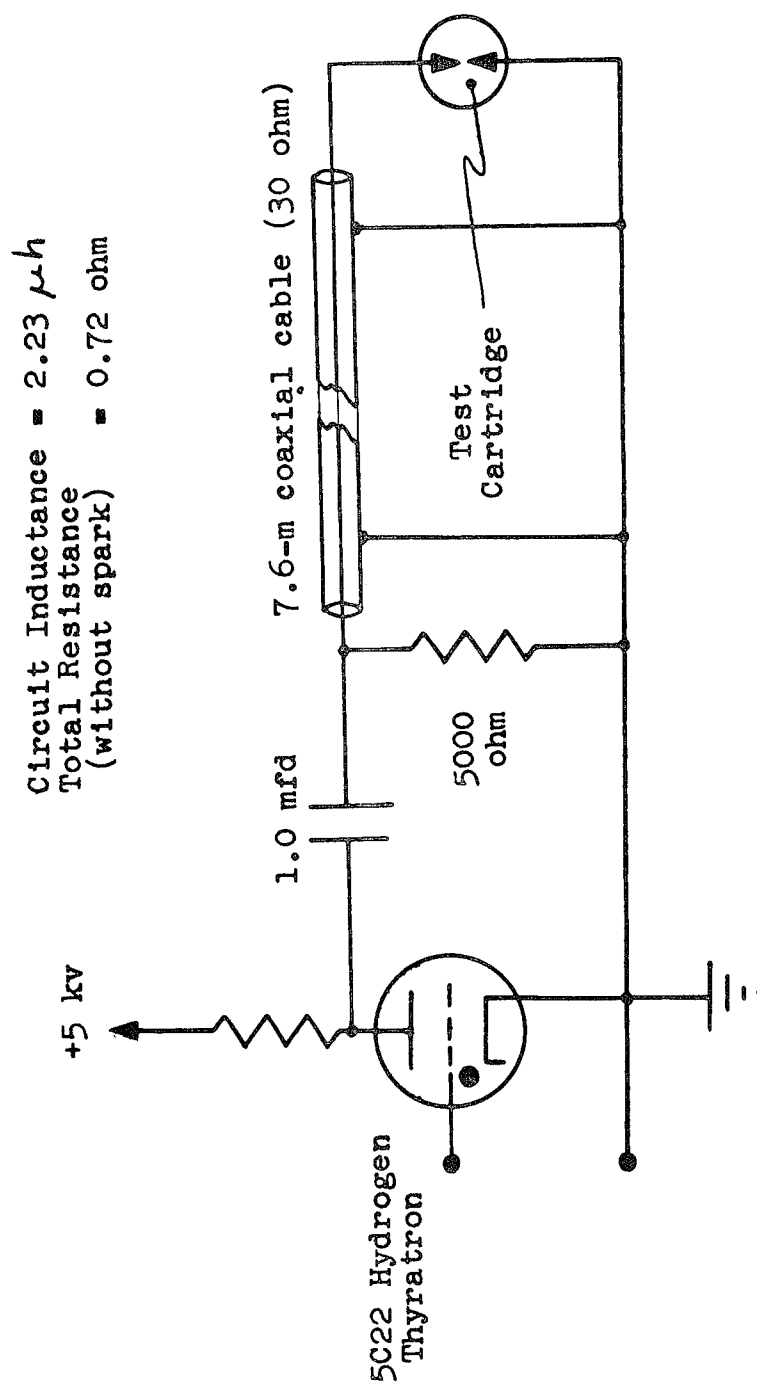 Circuit Inductance = 2.23 μh
Total Resistance
(without spark) = 0.72 ohm
+5 kv
1.0 mfd
7.6-m coaxial cable (30 ohm)
5000
ohm
Test
Cartridge
5C22 Hydrogen
Thyratron